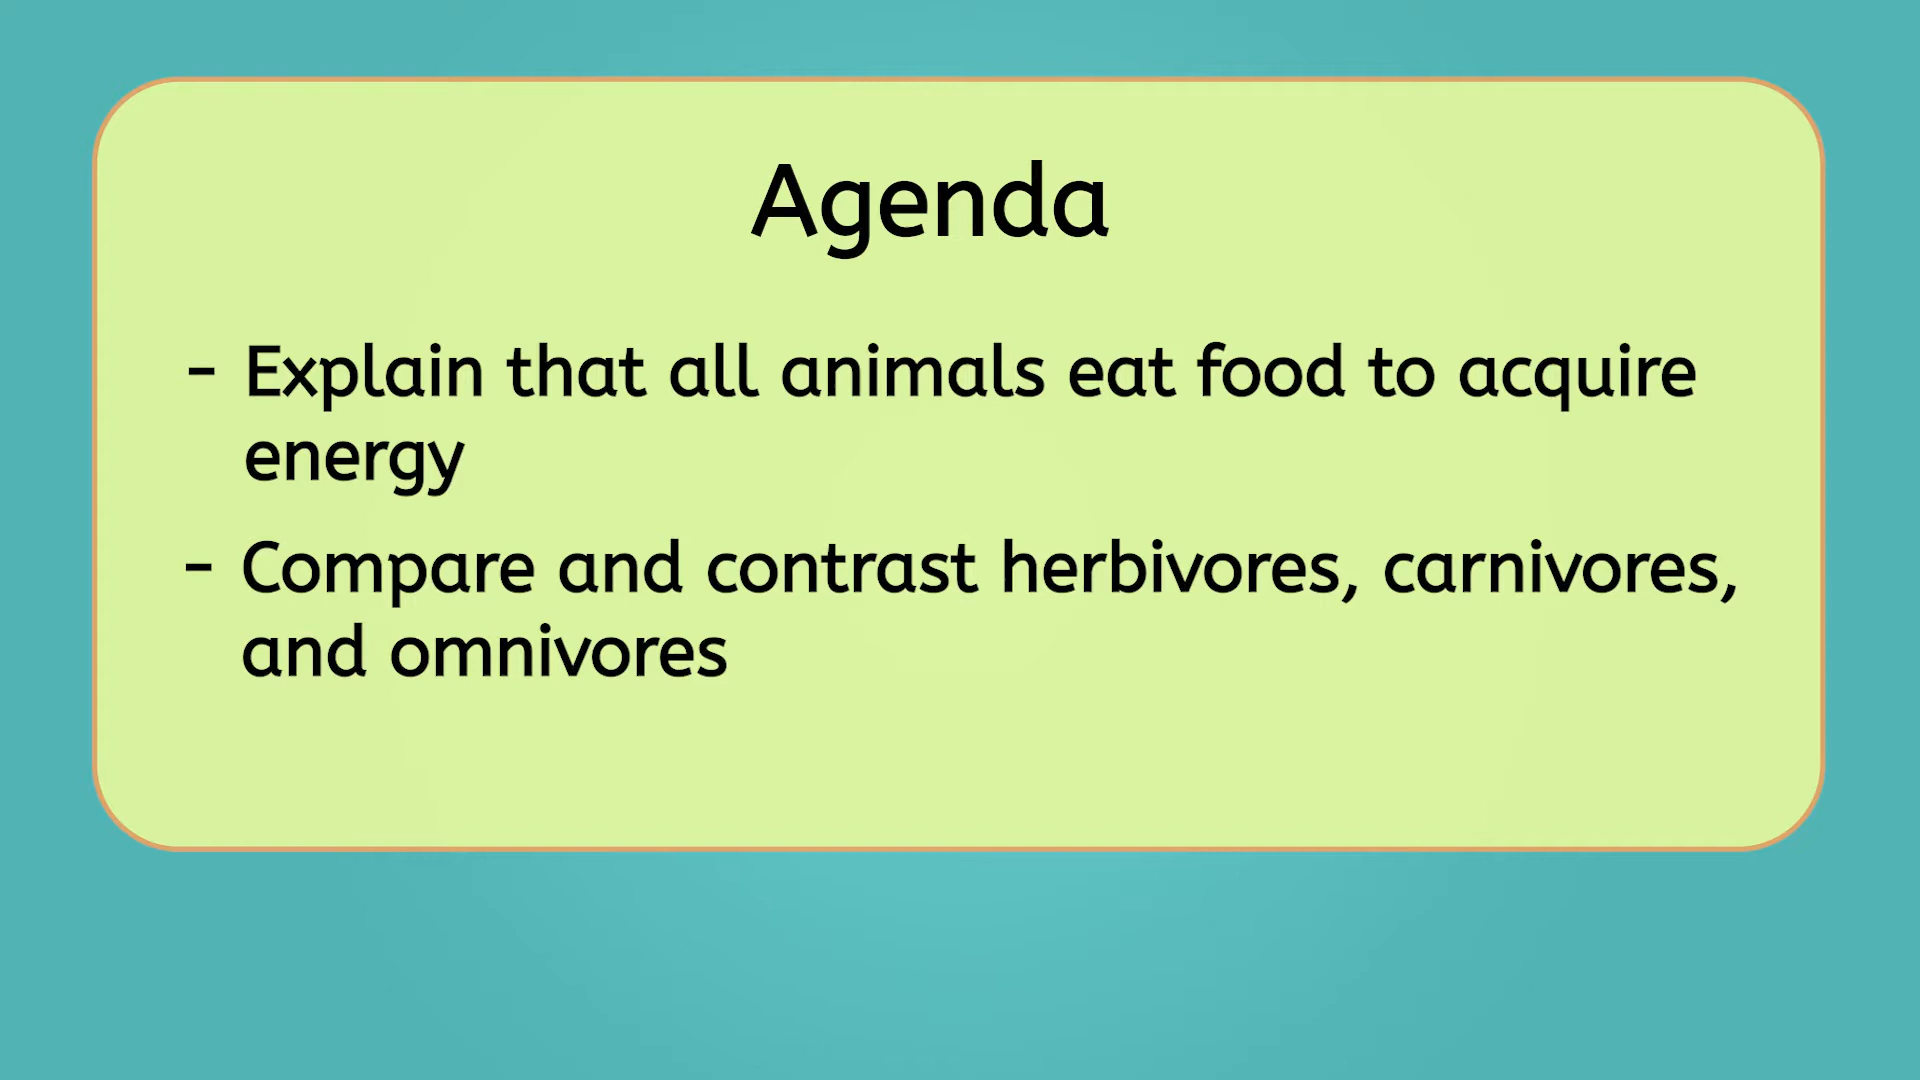 Agenda
- Explain that all animals eat food to acquire
energy
- Compare and contrast herbivores, carnivores,
and omnivores